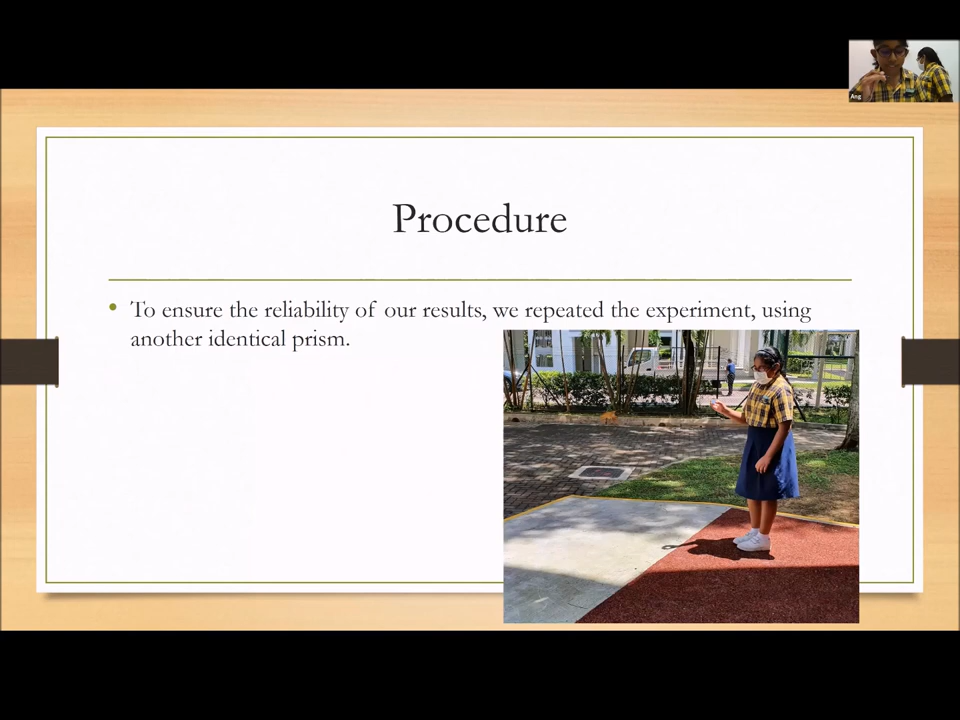 Ang
Procedure
• To ensure the reliability of our results, we repeated the experiment, using
another identical prism.